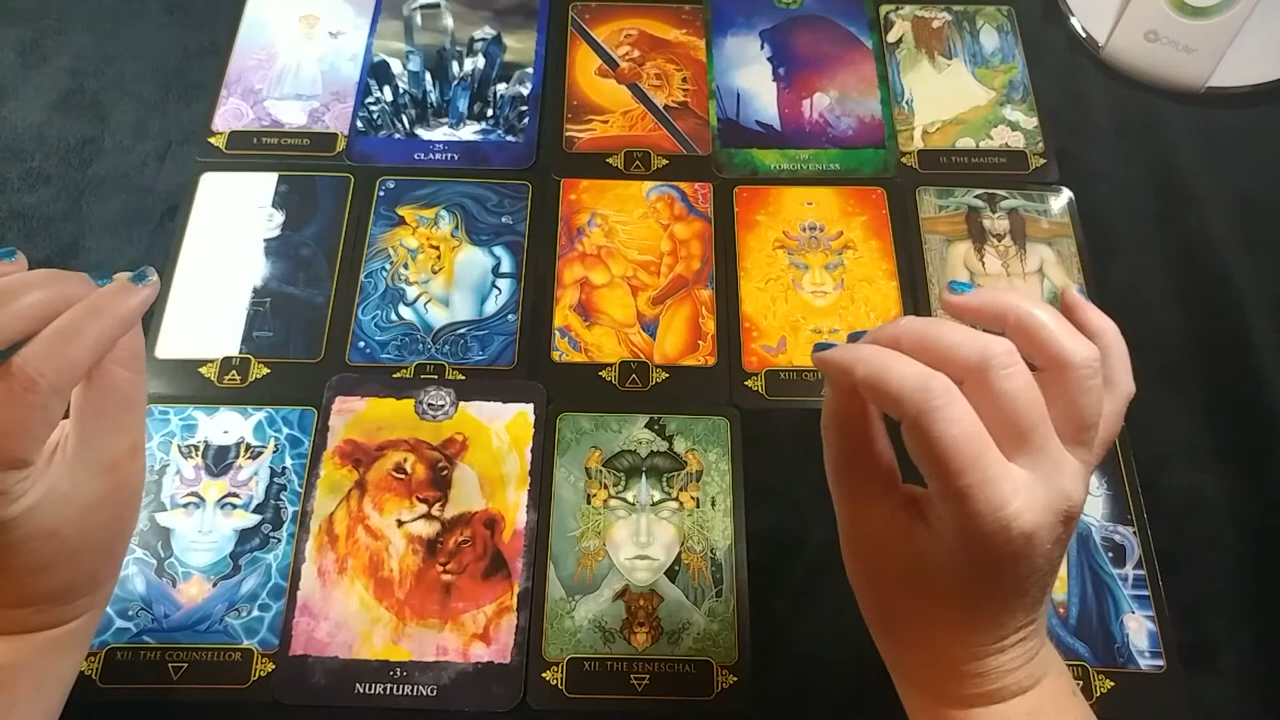 I. THE CHILD
·25·
CLARITY
IV
·19·
FORGIVENESS
II. THE MAIDEN
II
II
V
XIII. QUE
XII. THE COUNSELLOR
·3·
NURTURING
XII. THE SENESCHAL